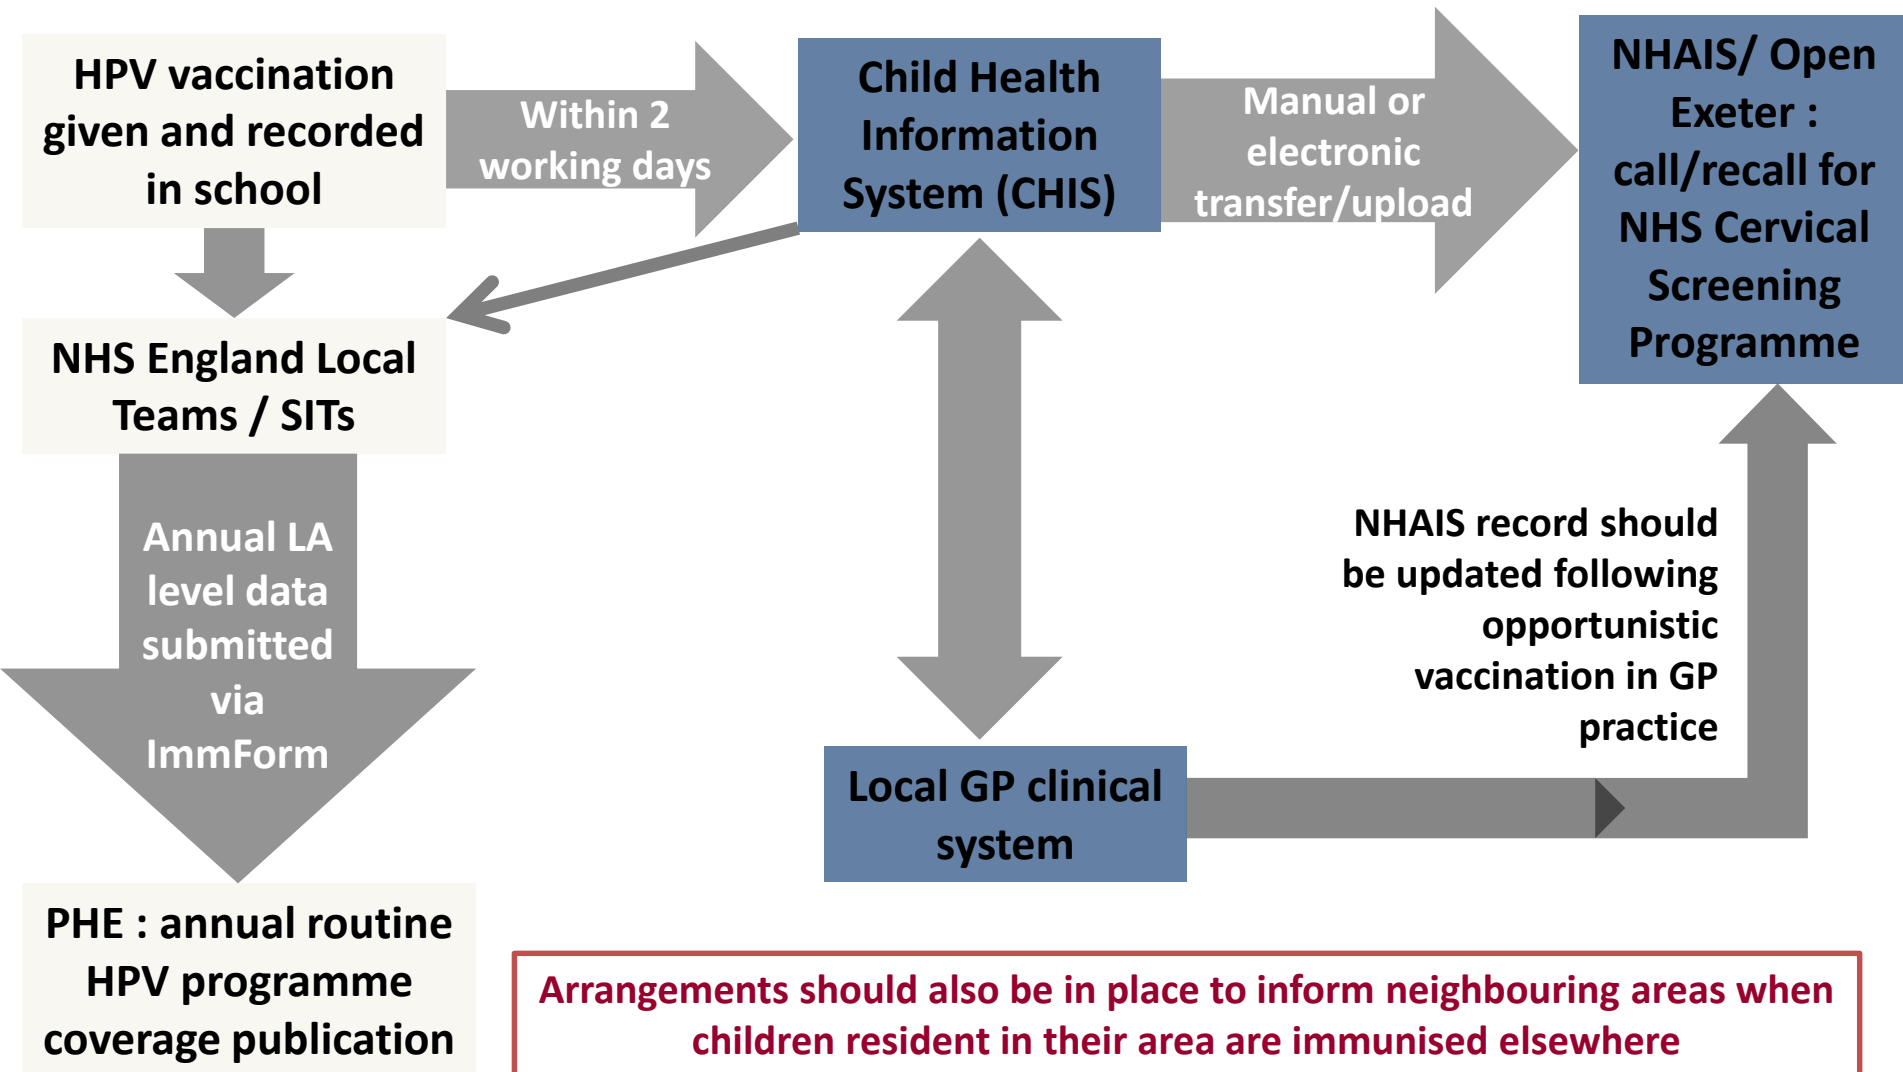 HPV vaccination
given and recorded
in school
Within 2
working days
Child Health
Information
System (CHIS)
Manual or
electronic
transfer/upload
NHAIS/ Open
Exeter :
call/recall for
NHS Cervical
Screening
Programme
NHS England Local
Teams / SITs
Annual LA
level data
submitted
via
ImmForm
NHAIS record should
be updated following
opportunistic
vaccination in GP
practice
Local GP clinical
system
PHE : annual routine
HPV programme
coverage publication
Arrangements should also be in place to inform neighbouring areas when
children resident in their area are immunised elsewhere